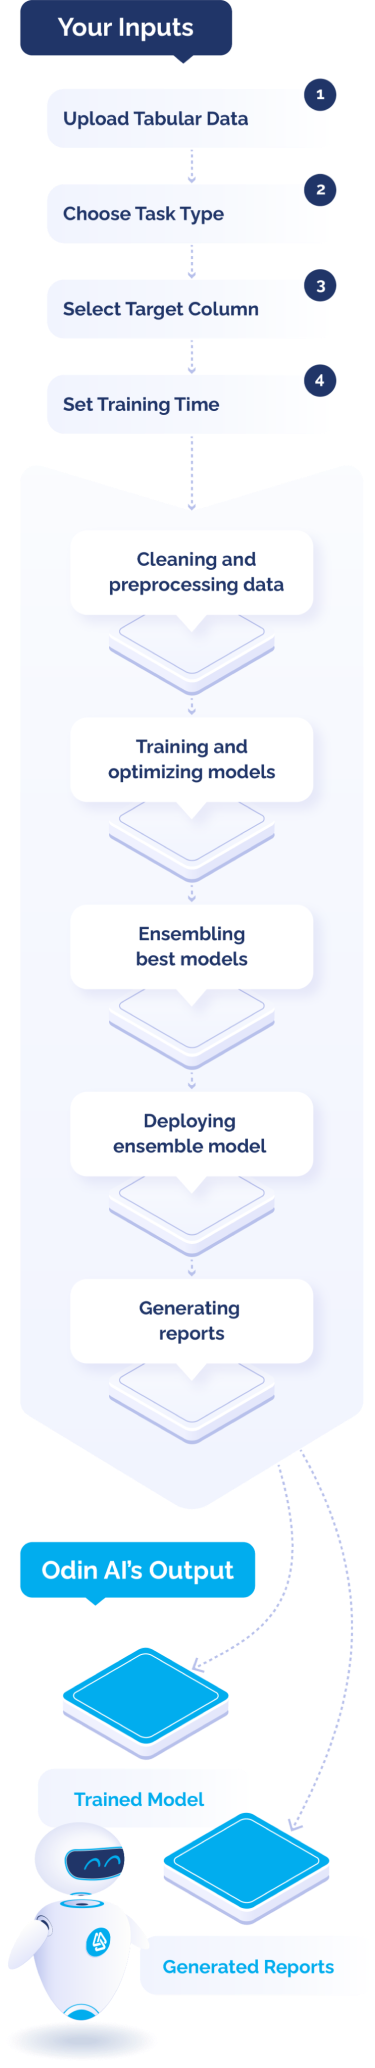 Your Inputs
1
Upload Tabular Data
2
Choose Task Type
3
Select Target Column
4
Set Training Time
Cleaning and
preprocessing data
Training and
optimizing models
Ensembling
best models
Deploying
ensemble model
Generating
reports
Odin AI's Output
Trained Model
Generated Reports